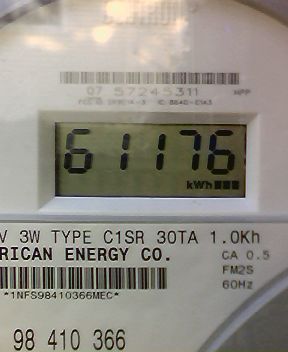 CENTRON
07 57245311
61176
kWh
V 3W TYPE C1SR 30TA 1.0Kh
RICAN ENERGY CO.
CA 0.5
FM2S
60Hz
*1NFS98410366MEC*
98 410 366